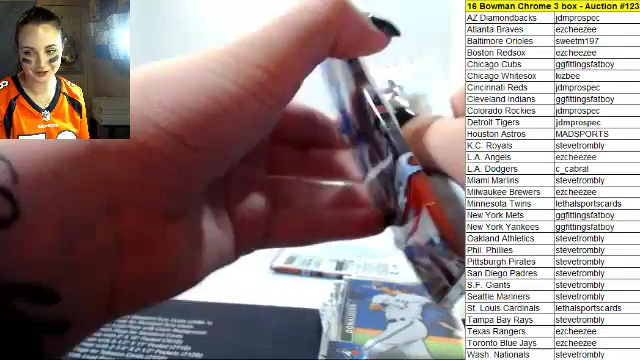 16 Bowman Chrome 3 box - Auction #123
AZ Diamondbacks jdmprospec
Atlanta Braves ezcheezee
Baltimore Orioles sweetm197
Boston Redsox ezcheezee
Chicago Cubs ggfittingsfatboy
Chicago Whitesox kizbee
Cincinnati Reds jdmprospec
Cleveland Indians ggfittingsfatboy
Colorado Rockies jdmprospec
Detroit Tigers jdmprospec
Houston Astros MADSPORTS
K.C. Royals stevetrombly
L.A. Angels ezcheezee
L.A. Dodgers c_cabral
Miami Marlins stevetrombly
Milwaukee Brewers ezcheezee
Minnesota Twins lethalsportscards
New York Mets ggfittingsfatboy
New York Yankees ggfittingsfatboy
Oakland Athletics stevetrombly
Phil. Phillies stevetrombly
Pittsburgh Pirates stevetrombly
San Diego Padres stevetrombly
S.F. Giants stevetrombly
Seattle Mariners stevetrombly
St. Louis Cardinals lethalsportscards
Tampa Bay Rays stevetrombly
Texas Rangers ezcheezee
Toronto Blue Jays ezcheezee
Wash. Nationals stevetrombly
DONALDSON